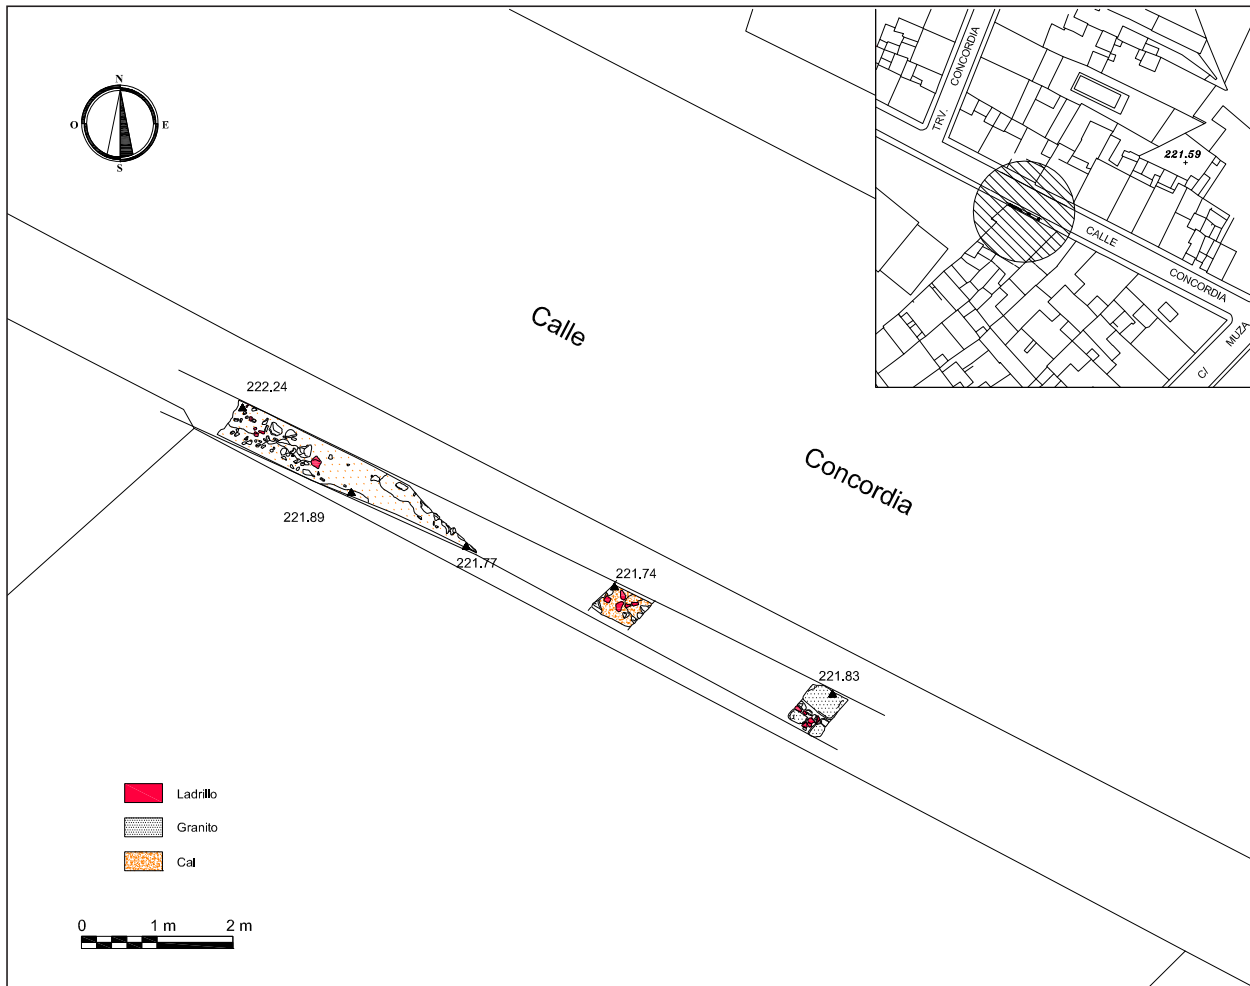 N
O E
S
TRV. CONCORDIA
221.59
CALLE CONCORDIA
C/ MUZA
Calle
Concordia
222.24
221.89
221.77
221.74
221.83
Ladrillo
Granito
Cal
0 1 m 2 m